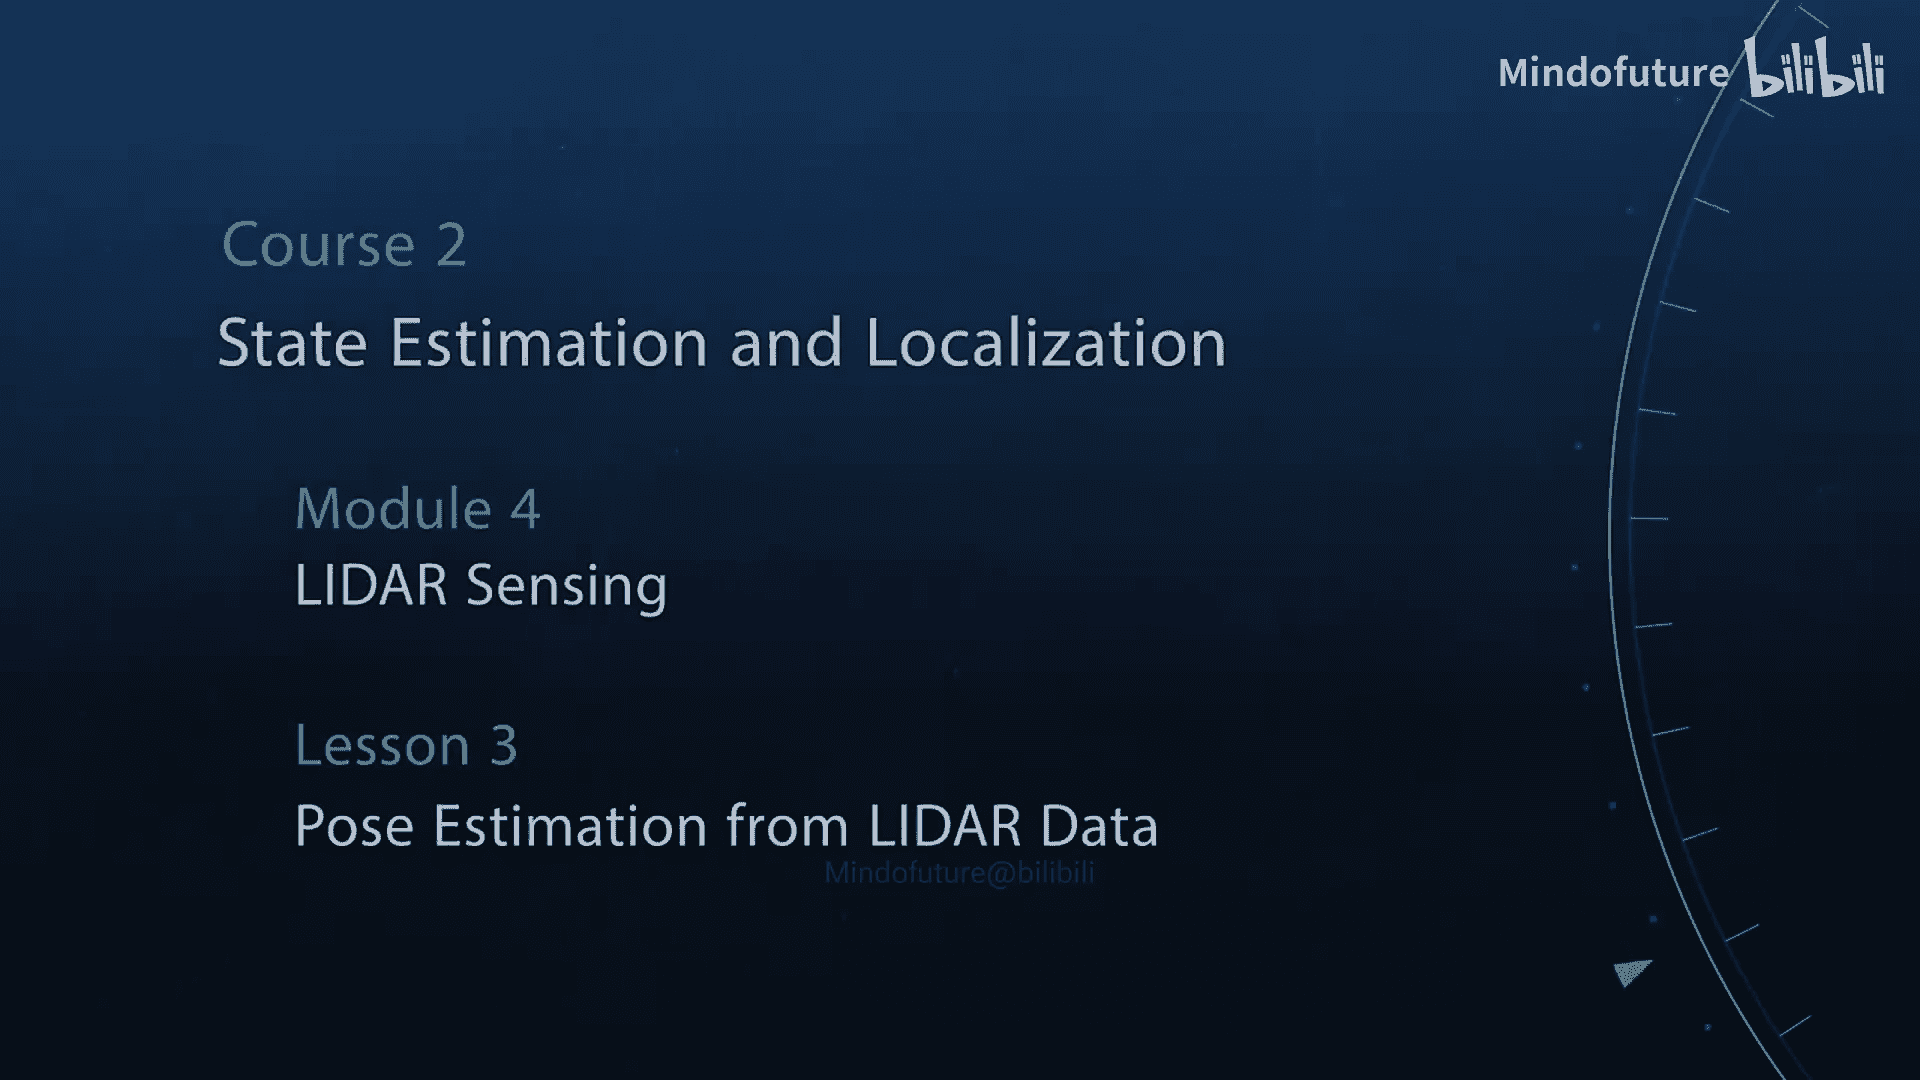 Mindofuture bilibili
Course 2
State Estimation and Localization
Module 4
LIDAR Sensing
Lesson 3
Pose Estimation from LIDAR Data
Mindofuture@bilibili